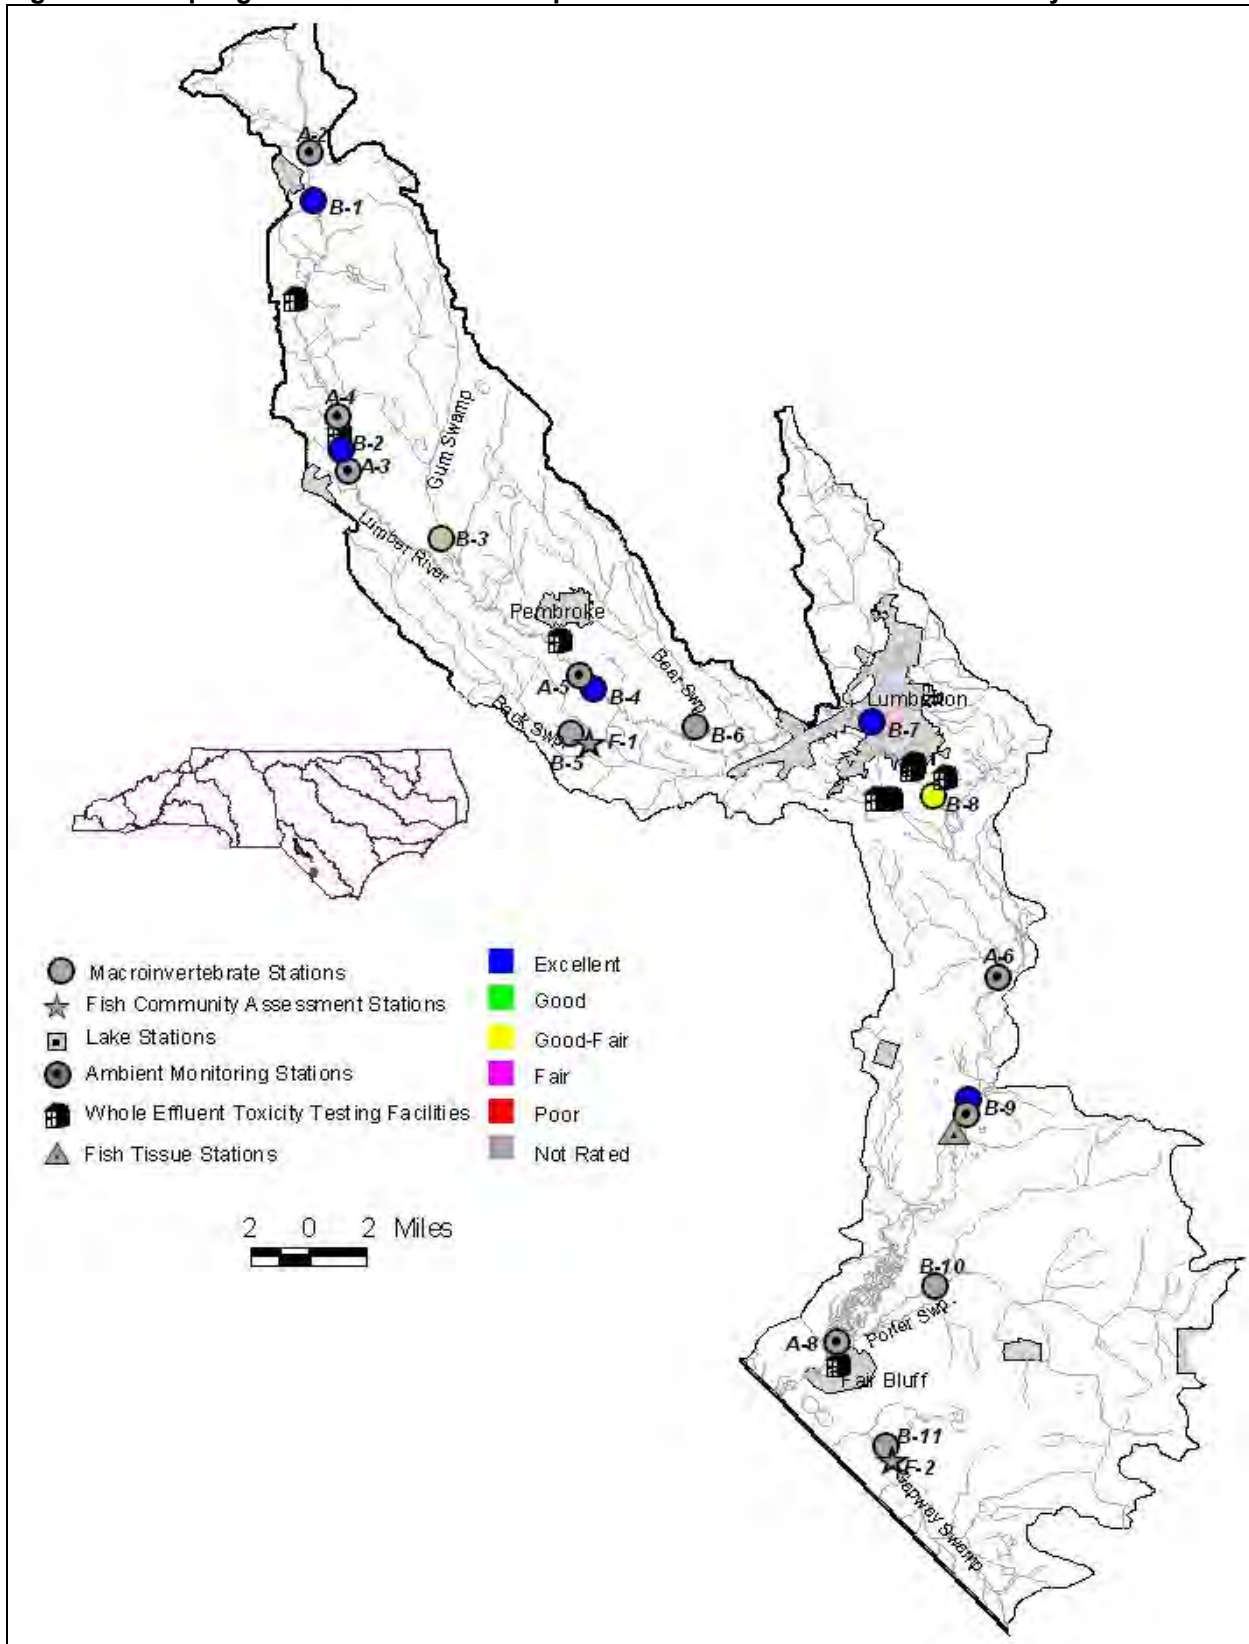 A-2
B-1
A-4
B-2
A-3
Gum Swamp
B-3
Lumber River
Pembroke
Bear Swp.
A-5
B-4
Back Swp.
F-1
B-5
B-6
Lumberton
B-7
B-8
A-6
B-9
B-10
Porter Swp.
A-8
Fair Bluff
B-11
F-2
Gapway Swamp
Macroinvertebrate Stations
Fish Community Assessment Stations
Lake Stations
Ambient Monitoring Stations
Whole Effluent Toxicity Testing Facilities
Fish Tissue Stations
Excellent
Good
Good-Fair
Fair
Poor
Not Rated
2 0 2 Miles